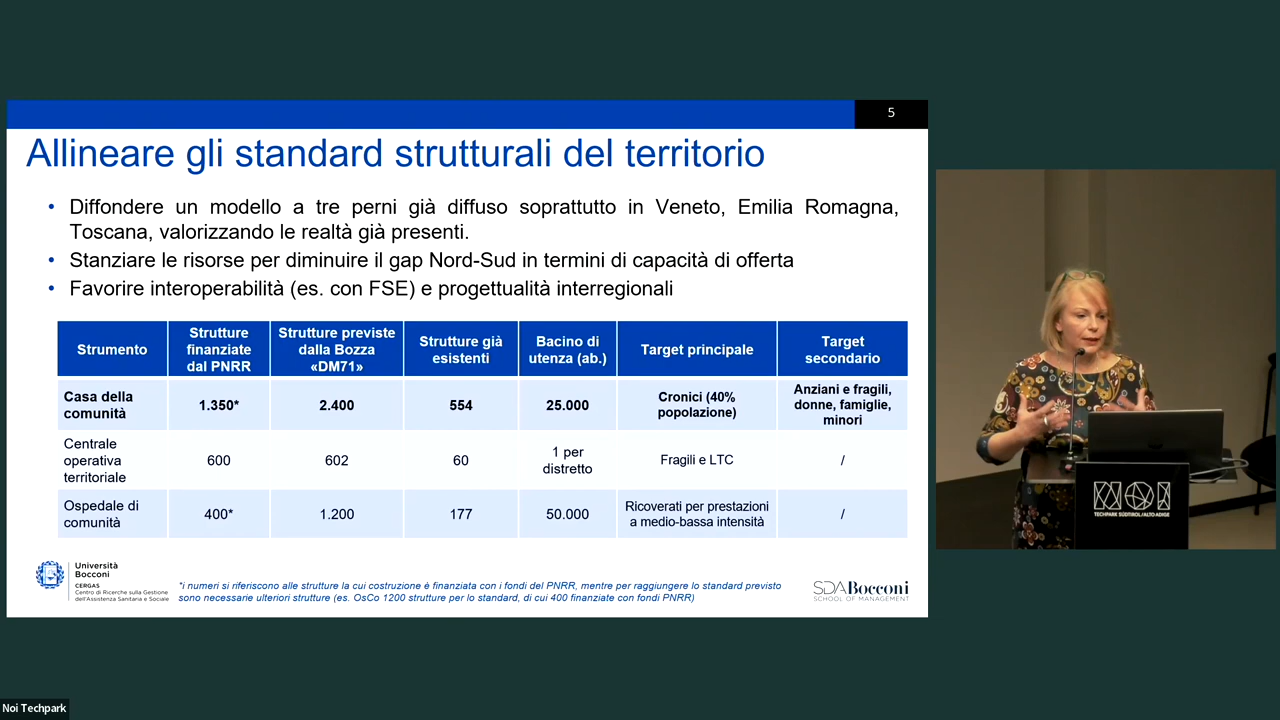 5
Allineare gli standard strutturali del territorio
• Diffondere un modello a tre perni già diffuso soprattutto in Veneto, Emilia Romagna,
Toscana, valorizzando le realtà già presenti.
• Stanziare le risorse per diminuire il gap Nord-Sud in termini di capacità di offerta
• Favorire interoperabilità (es. con FSE) e progettualità interregionali
Strumento
Strutture
finanziate
dal PNRR
Strutture previste
dalla Bozza
«DM71»
Strutture già
esistenti
Bacino di
utenza (ab.)
Target principale
Target
secondario
Casa della
comunità
1.350*
2.400
554
25.000
Cronici (40%
popolazione)
Anziani e fragili,
donne, famiglie,
minori
Centrale
operativa
territoriale
600
602
60
1 per
distretto
Fragili e LTC
/
Ospedale di
comunità
400*
1.200
177
50.000
Ricoverati per prestazioni
a medio-bassa intensità
/
Università
Bocconi
CERGAS
Centro di Ricerche sulla Gestione
dell'Assistenza Sanitaria e Sociale
*i numeri si riferiscono alle strutture la cui costruzione è finanziata con i fondi del PNRR, mentre per raggiungere lo standard previsto
sono necessarie ulteriori strutture (es. OsCo 1200 strutture per lo standard, di cui 400 finanziate con fondi PNRR)
SDA Bocconi
SCHOOL OF MANAGEMENT
NOI
TECHPARK SÜDTIROL/ALTO ADIGE
Noi Techpark